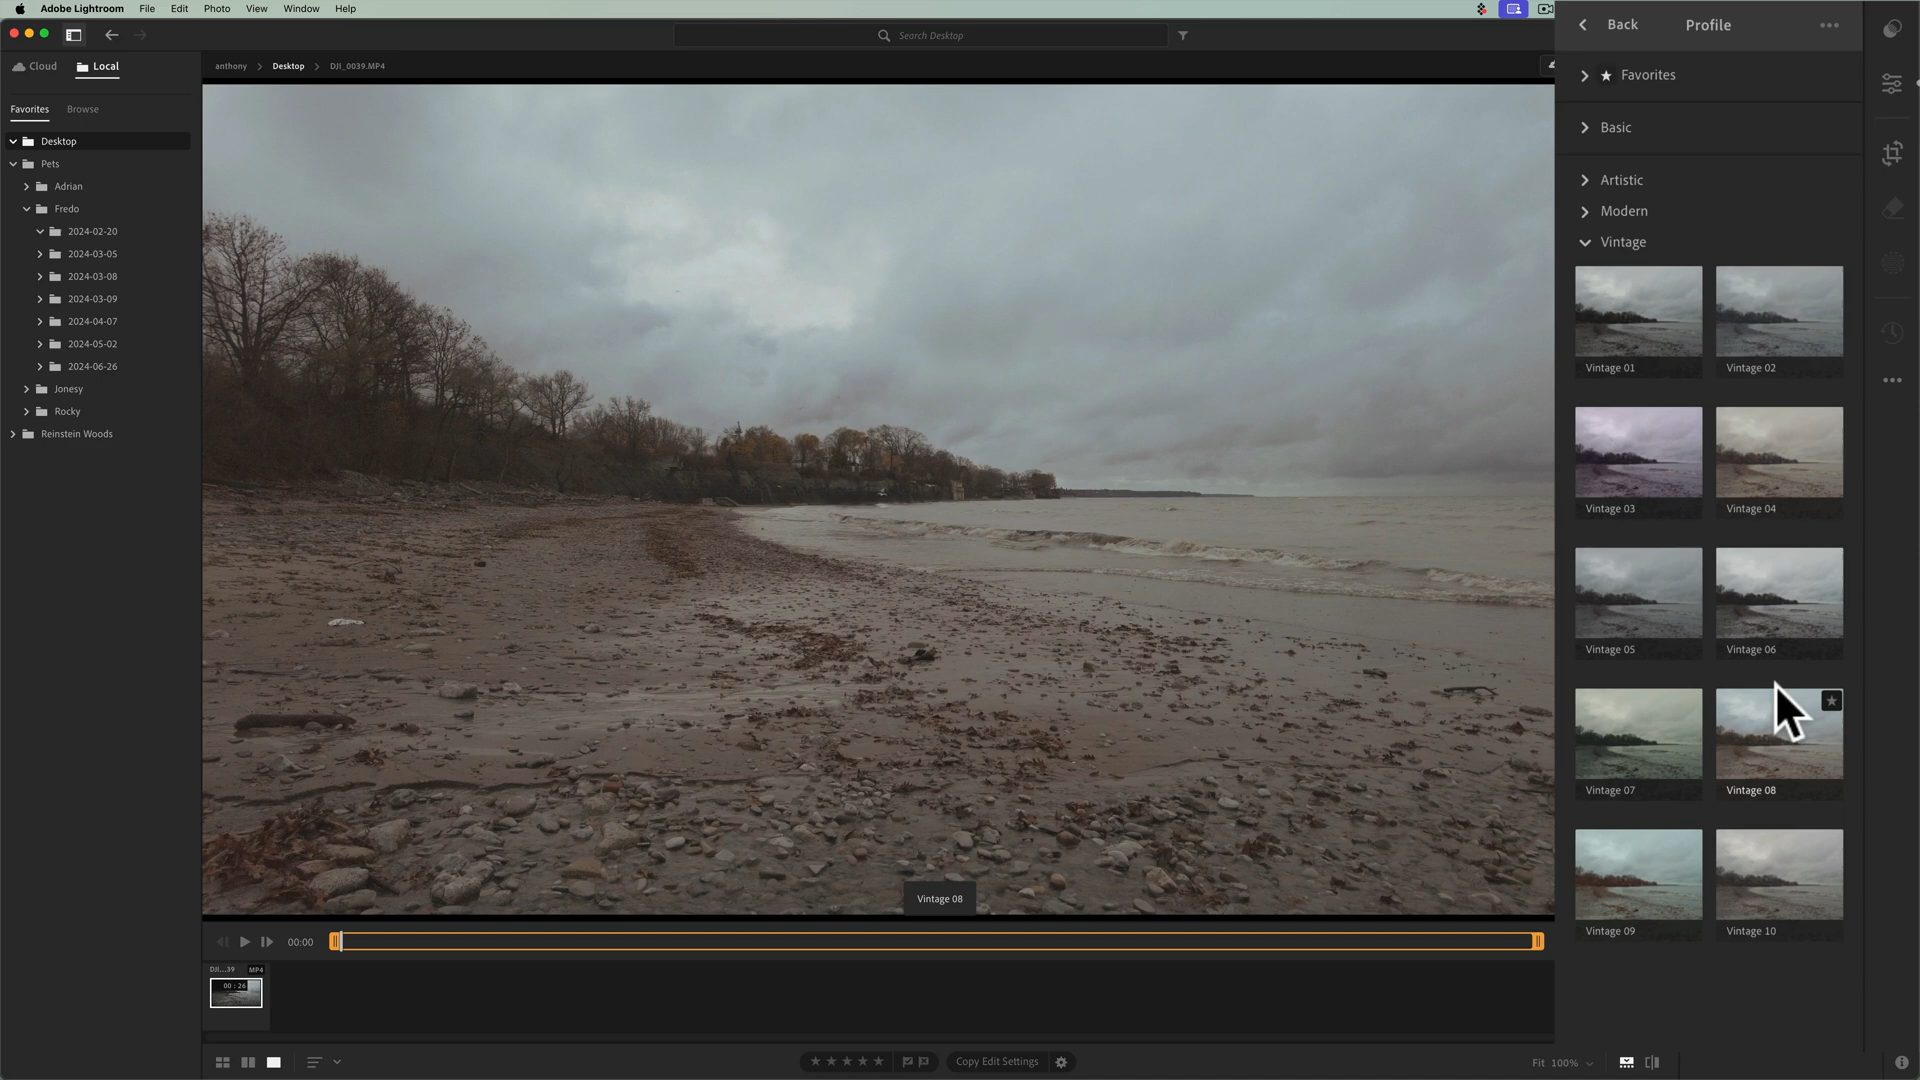 Adobe Lightroom File Edit Photo View Window Help
Search Desktop
Back Profile
Cloud Local
anthony Desktop DJI_0039.MP4
Favorites Browse
Desktop
Pets
Adrian
Fredo
2024-02-20
2024-03-05
2024-03-08
2024-03-09
2024-04-07
2024-05-02
2024-06-26
Jonesy
Rocky
Reinstein Woods
Favorites
Basic
Artistic
Modern
Vintage
Vintage 01 Vintage 02
Vintage 03 Vintage 04
Vintage 05 Vintage 06
Vintage 07 Vintage 08
Vintage 09 Vintage 10
Vintage 08
00:00
DJI...39 MP4
00:26
Copy Edit Settings
Fit 100%